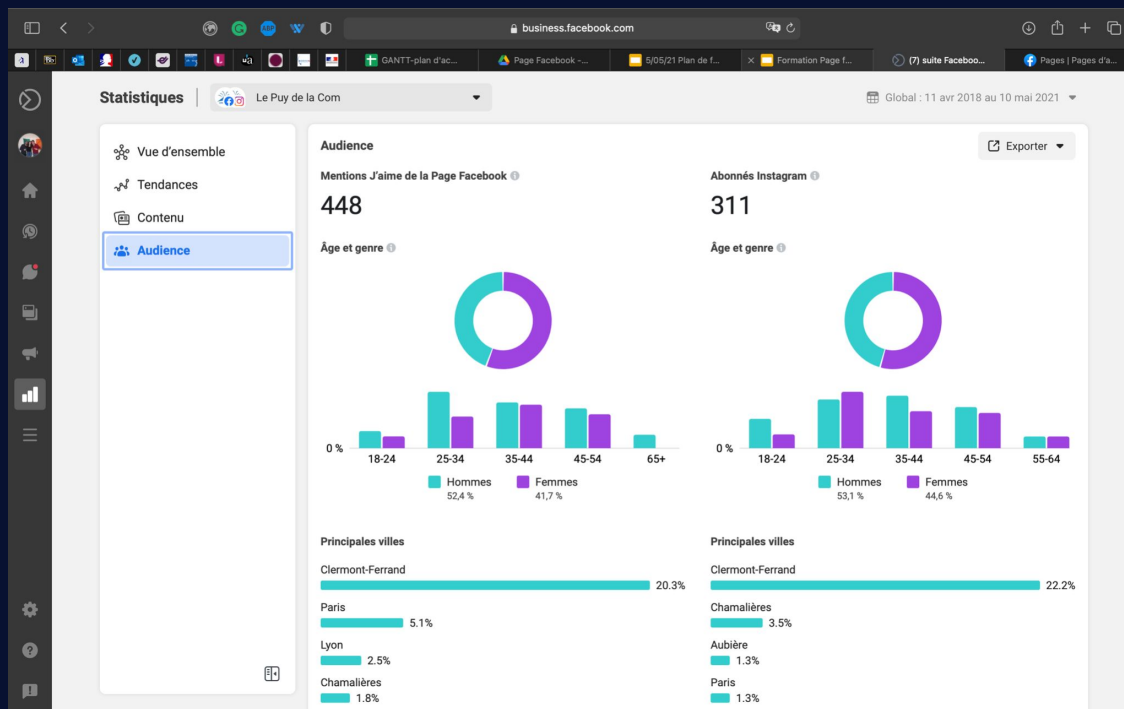 business.facebook.com
GANTT-plan d'ac...
Page Facebook -...
5/05/21 Plan de f...
Formation Page f...
(7) suite Faceboo...
Pages | Pages d'a...
Statistiques
Le Puy de la Com
Global : 11 avr 2018 au 10 mai 2021
Vue d'ensemble
Tendances
Contenu
Audience
Audience
Exporter
Mentions J'aime de la Page Facebook
448
Âge et genre
0 %
18-24 25-34 35-44 45-54 65+
Hommes Femmes
52,4 % 41,7 %
Principales villes
Clermont-Ferrand
20.3%
Paris
5.1%
Lyon
2.5%
Chamalières
1.8%
Abonnés Instagram
311
Âge et genre
0 %
18-24 25-34 35-44 45-54 55-64
Hommes Femmes
53,1 % 44,6 %
Principales villes
Clermont-Ferrand
22.2%
Chamalières
3.5%
Aubière
1.3%
Paris
1.3%